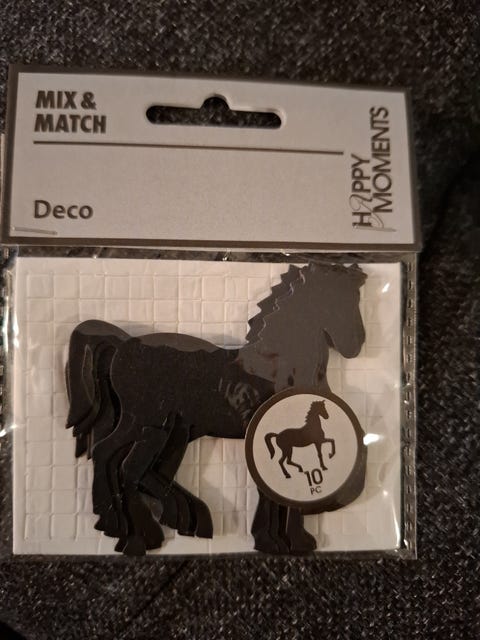 MIX &
MATCH
Deco
HAPPY
MOMENTS
10
PC